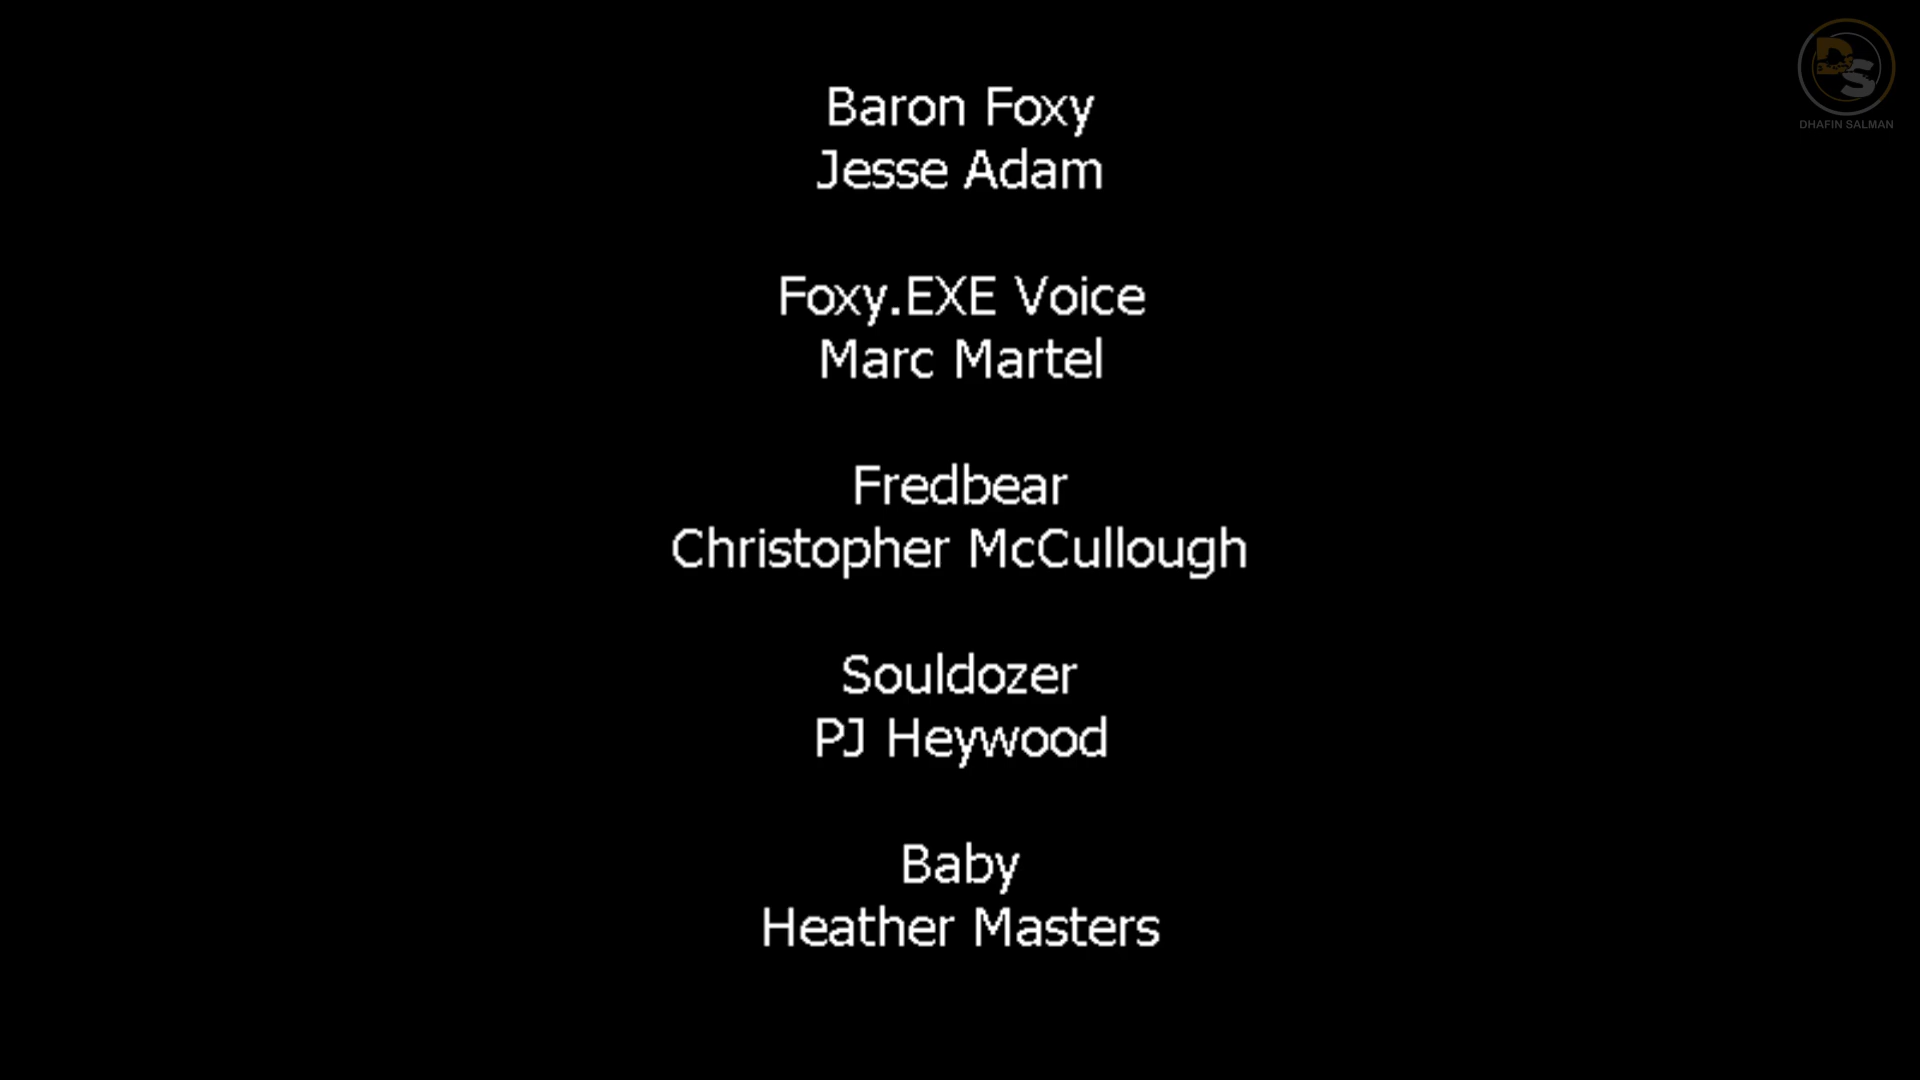 Baron Foxy
Jesse Adam
Foxy.EXE Voice
Marc Martel
Fredbear
Christopher McCullough
Souldozer
PJ Heywood
Baby
Heather Masters
DS
DHAFIN SALMAN